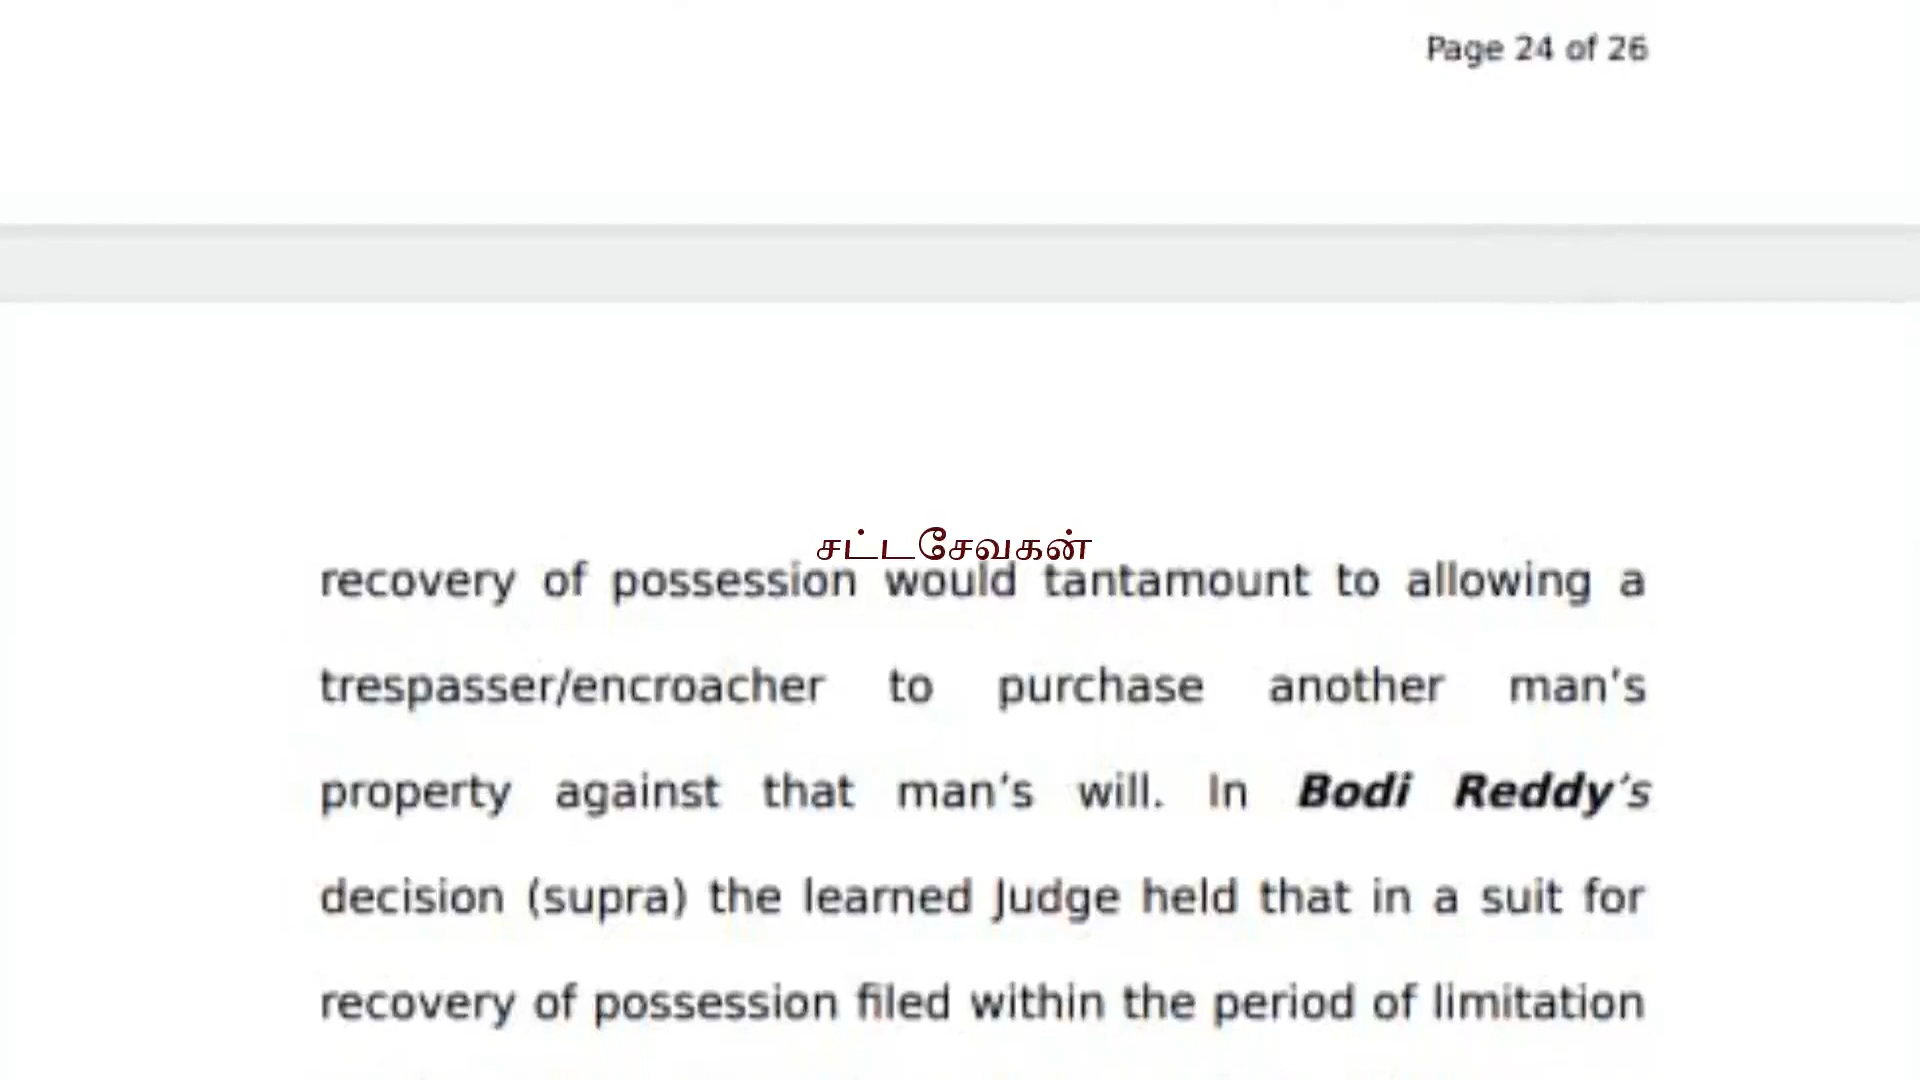 Page 24 of 26
சட்டசேவகன்
recovery of possession would tantamount to allowing a
trespasser/encroacher to purchase another man’s
property against that man’s will. In Bodi Reddy’s
decision (supra) the learned Judge held that in a suit for
recovery of possession filed within the period of limitation